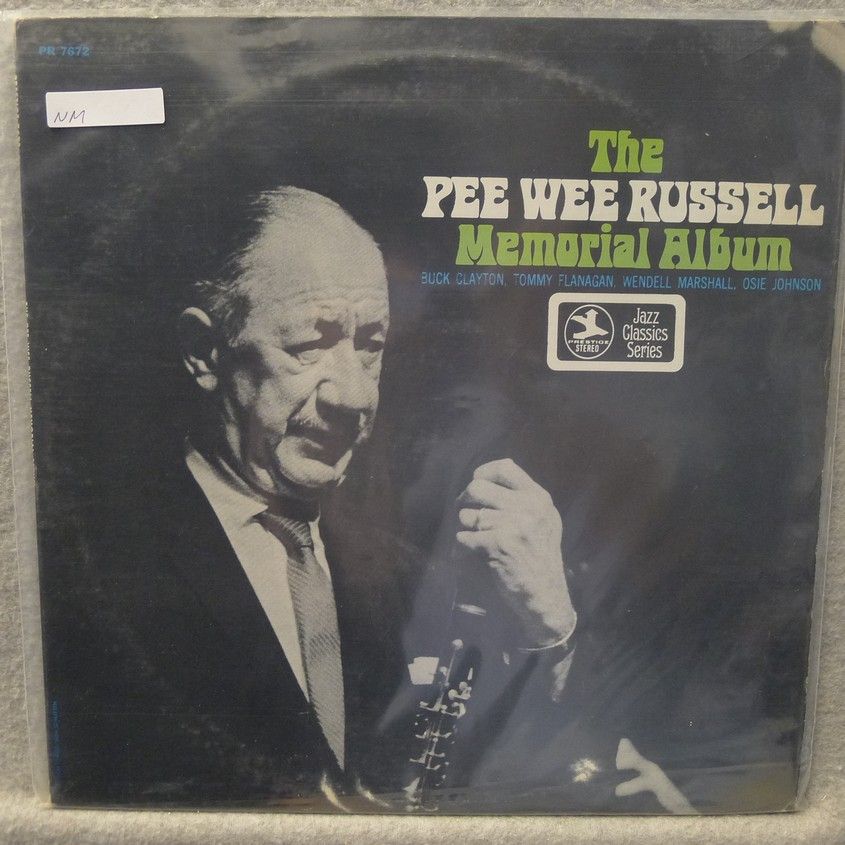 PR 7672
NM
The
PEE WEE RUSSELL
Memorial Album
BUCK CLAYTON, TOMMY FLANAGAN, WENDELL MARSHALL, OSIE JOHNSON
PRESTIGE
STEREO
Jazz
Classics
Series